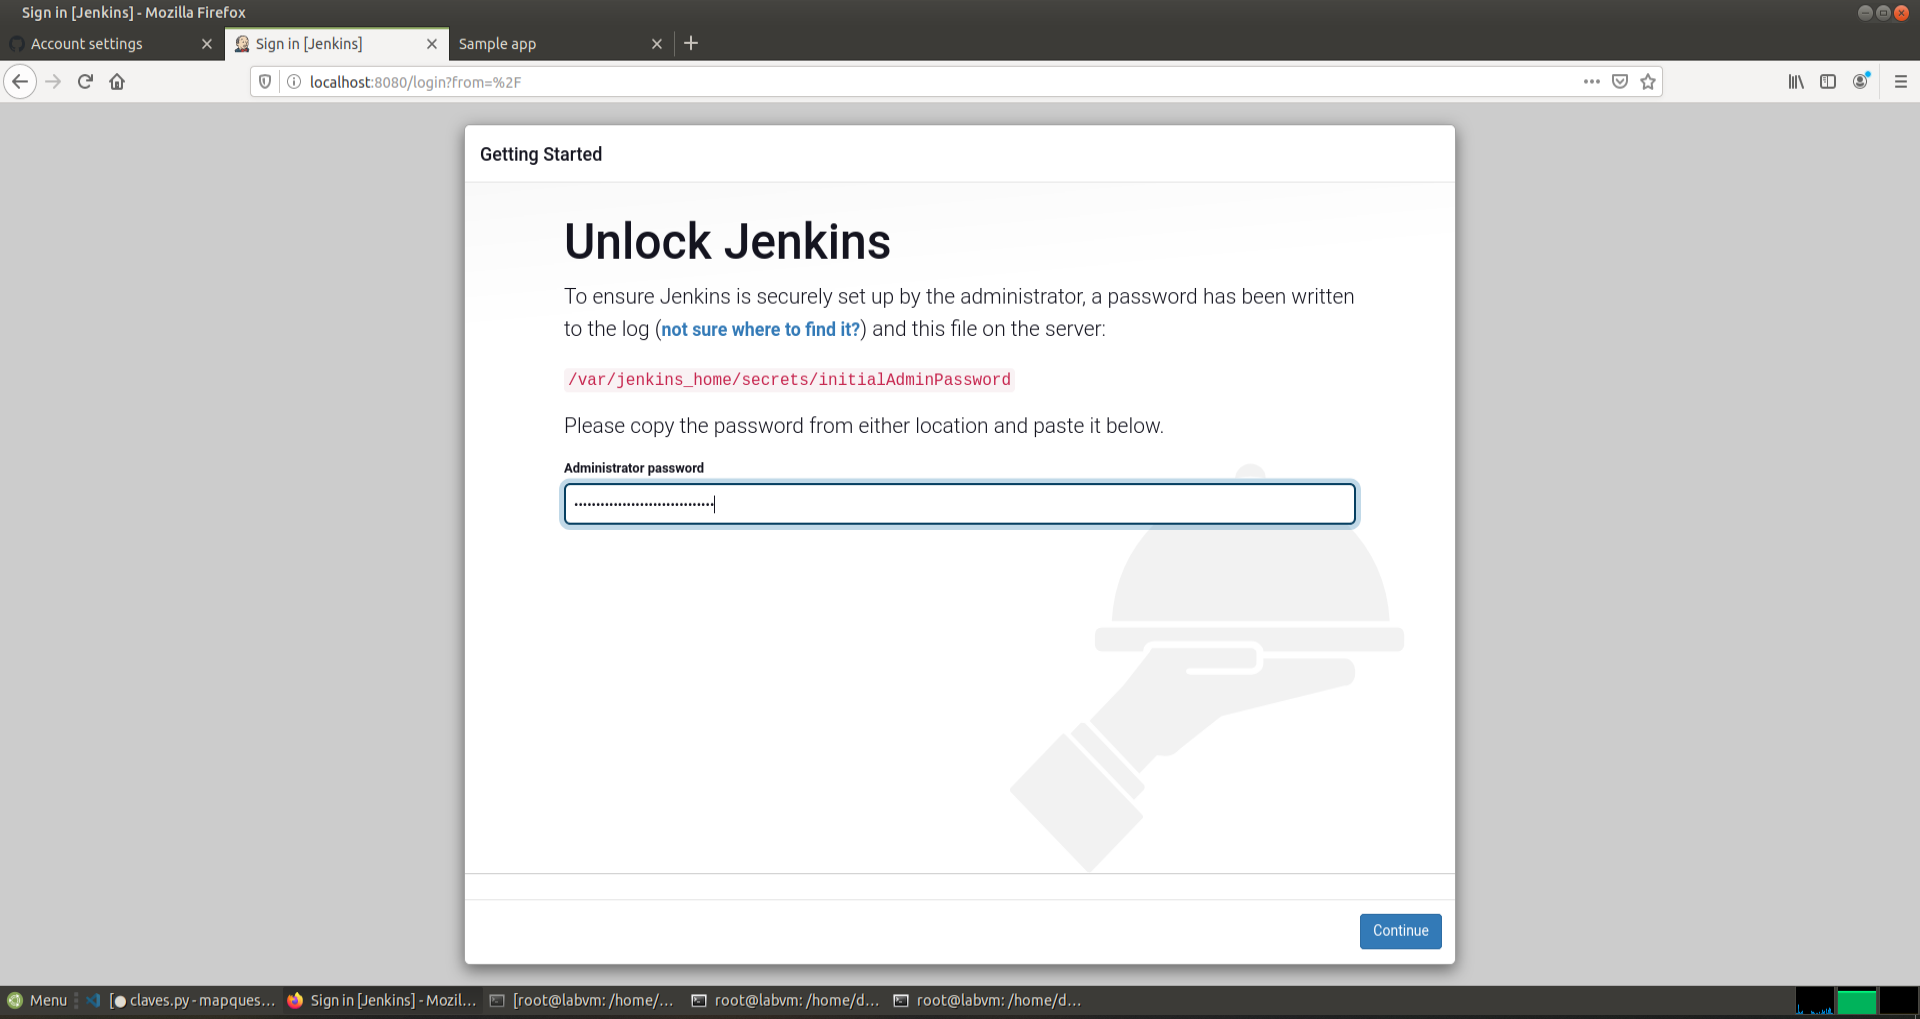 Sign in [Jenkins] - Mozilla Firefox
Account settings
Sign in [Jenkins]
Sample app
localhost:8080/login?from=%2F
Getting Started
Unlock Jenkins
To ensure Jenkins is securely set up by the administrator, a password has been written
to the log (not sure where to find it?) and this file on the server:
/var/jenkins_home/secrets/initialAdminPassword
Please copy the password from either location and paste it below.
Administrator password
Continue
Menu
[ claves.py - mapques...
Sign in [Jenkins] - Mozil...
[root@labvm: /home/...
root@labvm: /home/d...
root@labvm: /home/d...